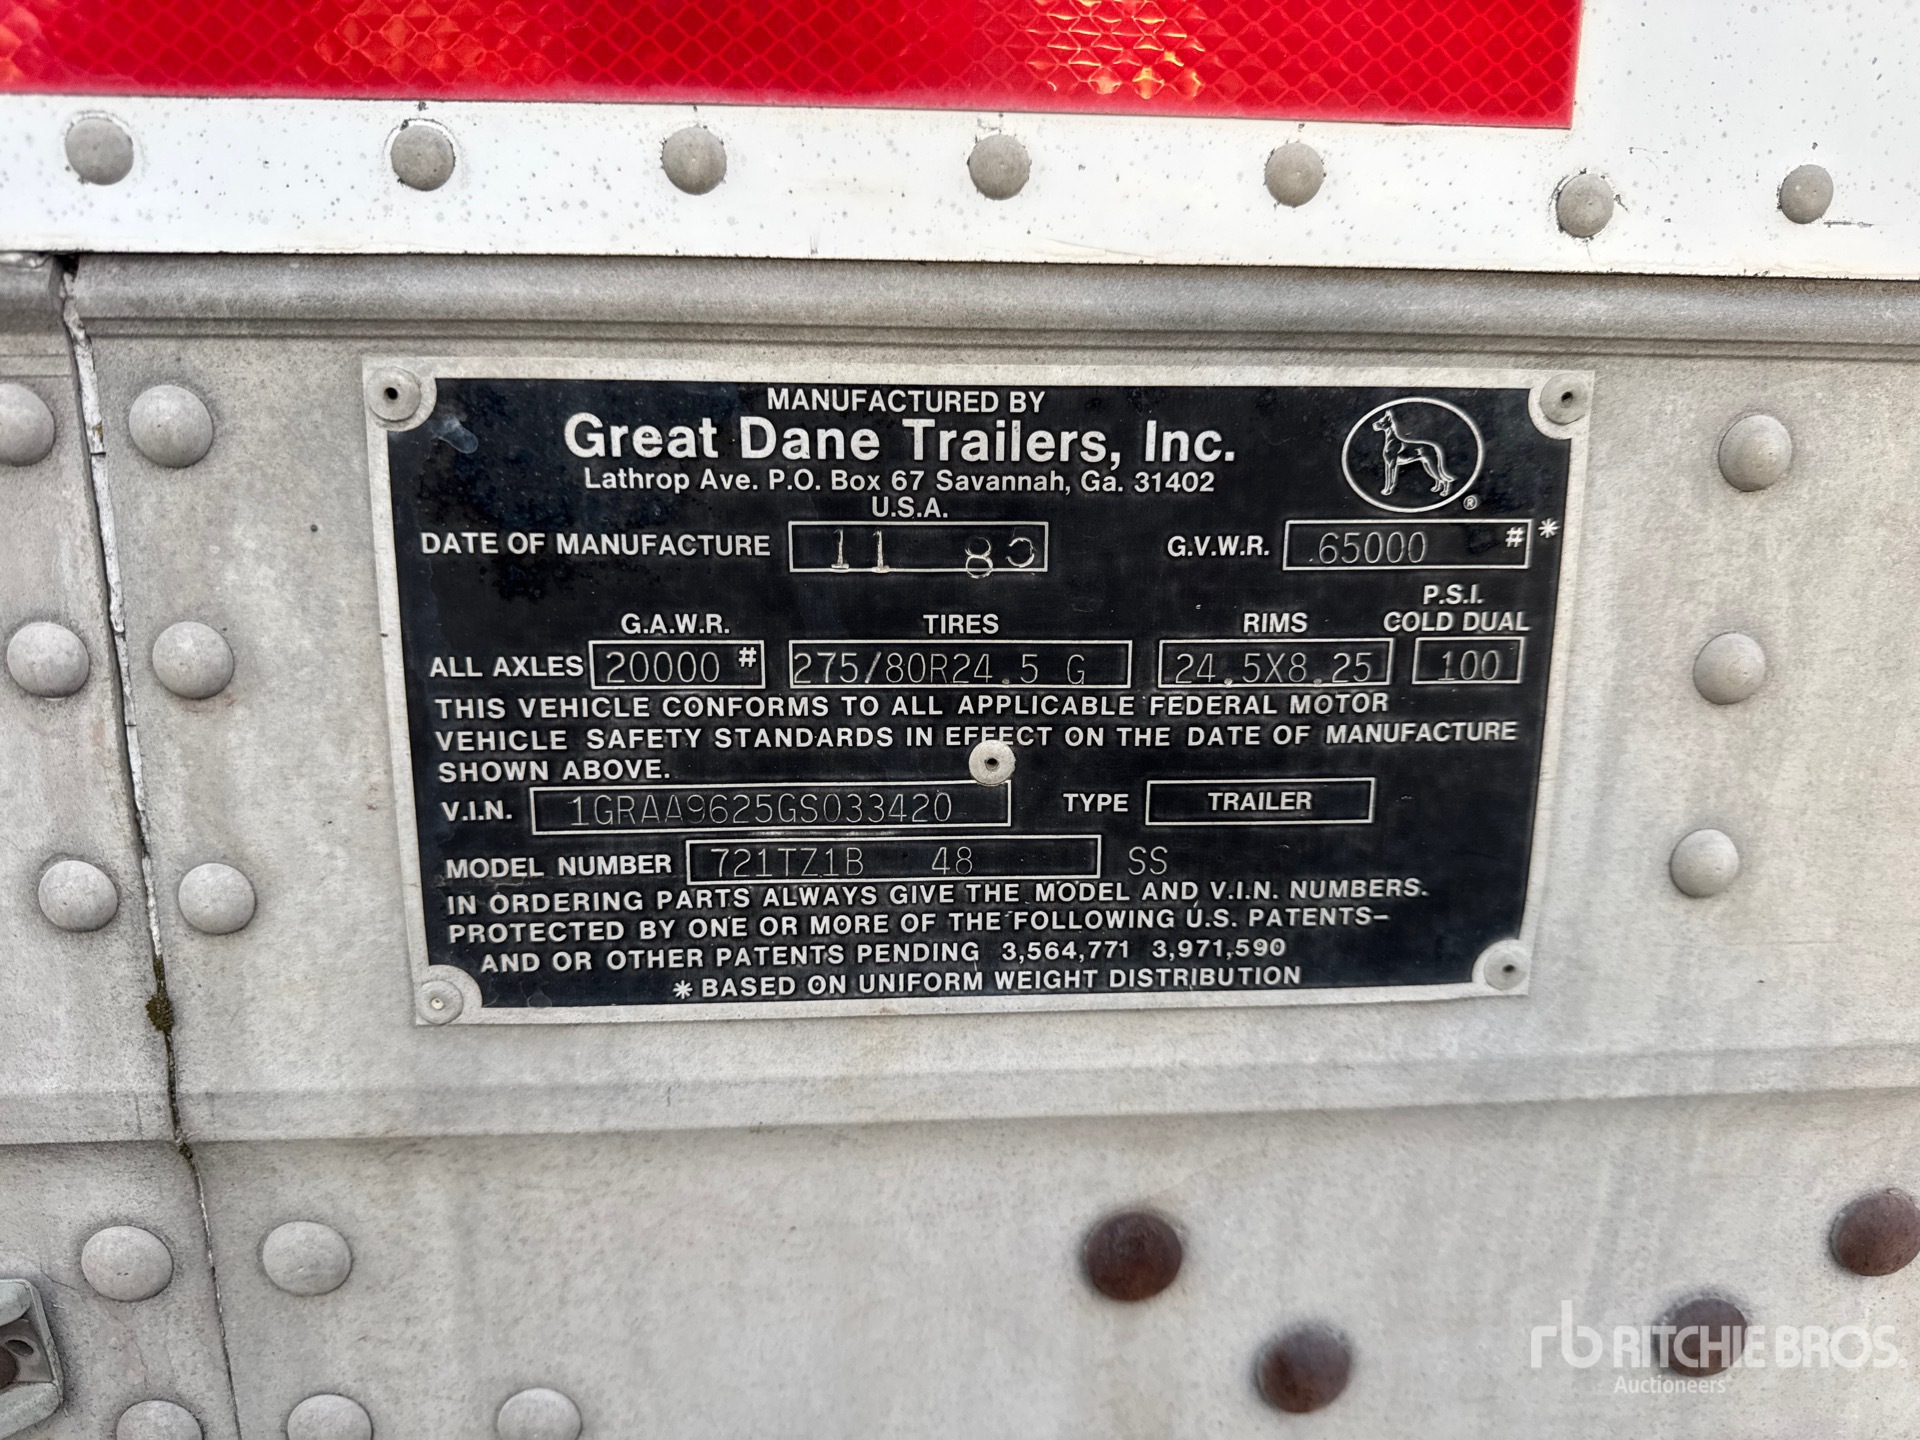 MANUFACTURED BY
Great Dane Trailers, Inc.
Lathrop Ave. P.O. Box 67 Savannah, Ga. 31402
U.S.A.
®
DATE OF MANUFACTURE 11 G.V.W.R. 65000 # *
G.A.W.R. TIRES RIMS P.S.I. COLD DUAL
ALL AXLES 20000 # 275/80R24.5 G 24.5X8.25 100
THIS VEHICLE CONFORMS TO ALL APPLICABLE FEDERAL MOTOR
VEHICLE SAFETY STANDARDS IN EFFECT ON THE DATE OF MANUFACTURE
SHOWN ABOVE.
V.I.N. 1GRAA9625GS033420 TYPE TRAILER
MODEL NUMBER 721TZ1B 48 SS
IN ORDERING PARTS ALWAYS GIVE THE MODEL AND V.I.N. NUMBERS.
PROTECTED BY ONE OR MORE OF THE FOLLOWING U.S. PATENTS—
AND OR OTHER PATENTS PENDING 3,564,771 3,971,590
* BASED ON UNIFORM WEIGHT DISTRIBUTION
rb RITCHIE BROS.
Auctioneers